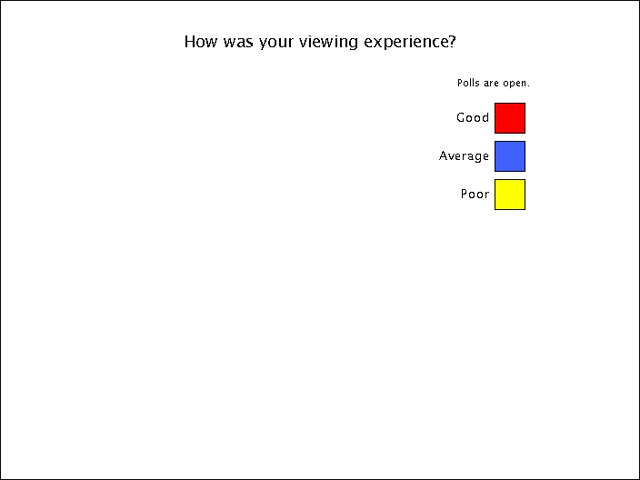 How was your viewing experience?
Polls are open.
Good
Average
Poor